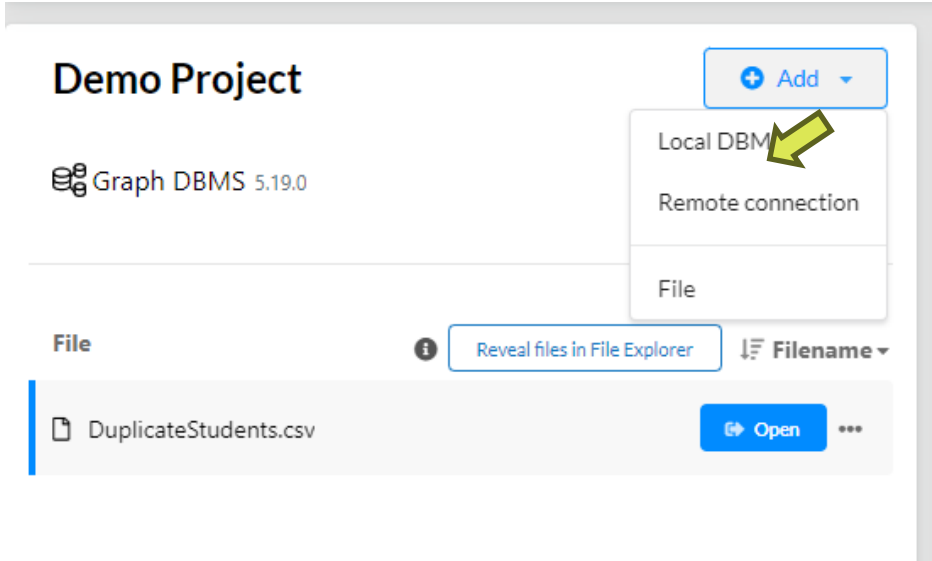 Demo Project
Add
Local DBM
Graph DBMS 5.19.0
Remote connection
File
File
Reveal files in File Explorer
Filename
DuplicateStudents.csv
Open